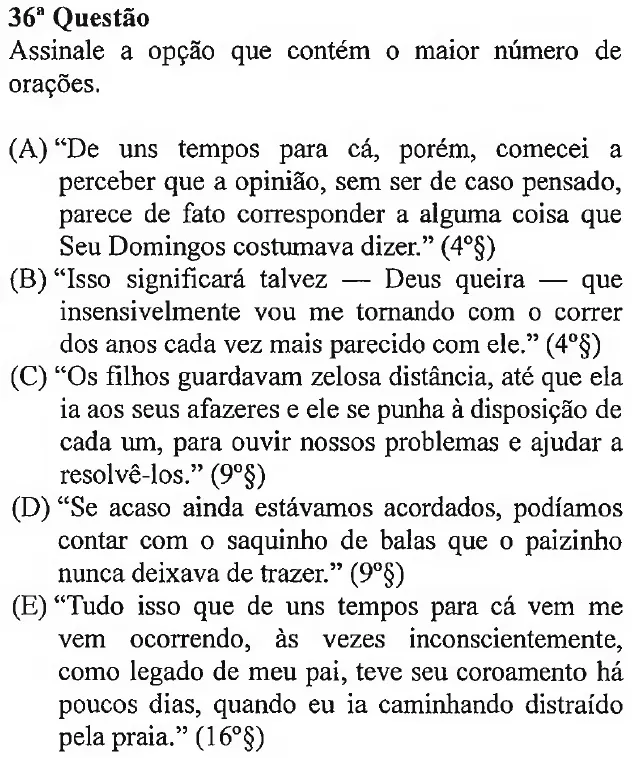 36ª Questão
Assinale a opção que contém o maior número de
orações.
(A) “De uns tempos para cá, porém, comecei a
perceber que a opinião, sem ser de caso pensado,
parece de fato corresponder a alguma coisa que
Seu Domingos costumava dizer.” (4º§)
(B) “Isso significará talvez — Deus queira — que
insensivelmente vou me tornando com o correr
dos anos cada vez mais parecido com ele.” (4º§)
(C) “Os filhos guardavam zelosa distância, até que ela
ia aos seus afazeres e ele se punha à disposição de
cada um, para ouvir nossos problemas e ajudar a
resolvê-los.” (9º§)
(D) “Se acaso ainda estávamos acordados, podíamos
contar com o saquinho de balas que o paizinho
nunca deixava de trazer.” (9º§)
(E) “Tudo isso que de uns tempos para cá vem me
vem ocorrendo, às vezes inconscientemente,
como legado de meu pai, teve seu coroamento há
poucos dias, quando eu ia caminhando distraído
pela praia.” (16º§)